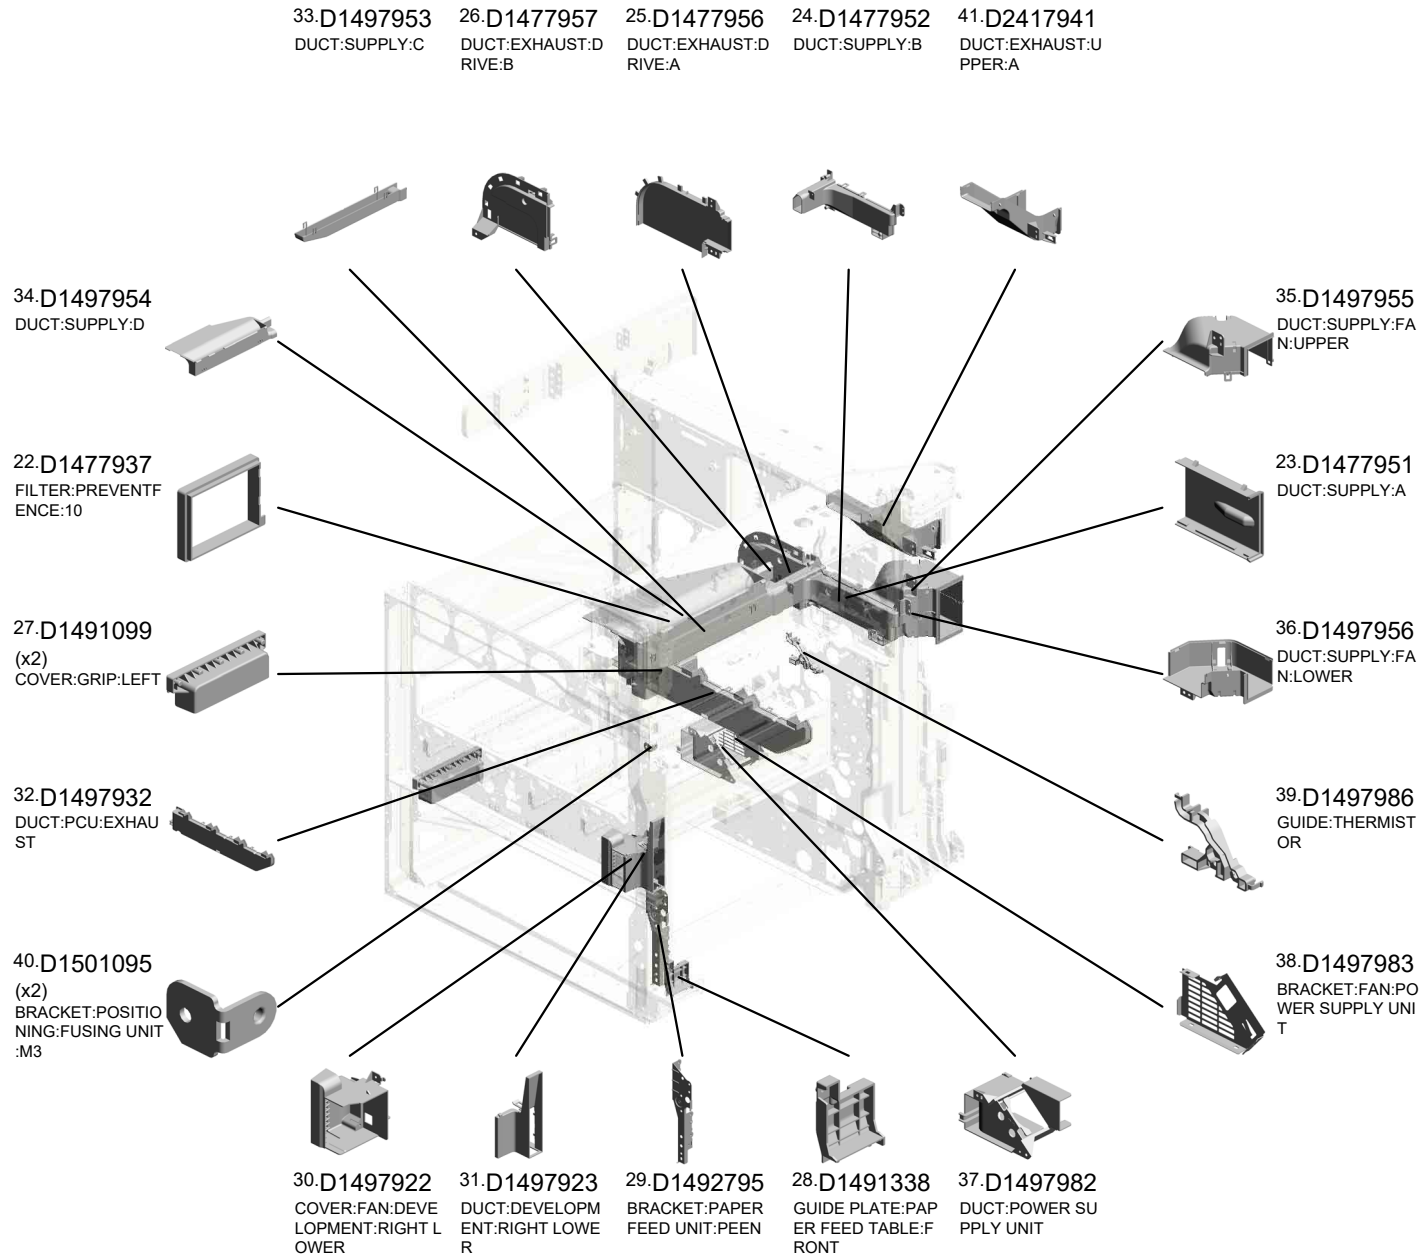 33.D1497953
DUCT:SUPPLY:C
26.D1477957
DUCT:EXHAUST:D
RIVE:B
25.D1477956
DUCT:EXHAUST:D
RIVE:A
24.D1477952
DUCT:SUPPLY:B
41.D2417941
DUCT:EXHAUST:U
PPER:A
34.D1497954
DUCT:SUPPLY:D
35.D1497955
DUCT:SUPPLY:FA
N:UPPER
22.D1477937
FILTER:PREVENTF
ENCE:10
23.D1477951
DUCT:SUPPLY:A
27.D1491099
(x2)
COVER:GRIP:LEFT
36.D1497956
DUCT:SUPPLY:FA
N:LOWER
32.D1497932
DUCT:PCU:EXHAU
ST
39.D1497986
GUIDE:THERMIST
OR
40.D1501095
(x2)
BRACKET:POSITIO
NING:FUSING UNIT
:M3
38.D1497983
BRACKET:FAN:PO
WER SUPPLY UNI
T
30.D1497922
COVER:FAN:DEVE
LOPMENT:RIGHT L
OWER
31.D1497923
DUCT:DEVELOPM
ENT:RIGHT LOWE
R
29.D1492795
BRACKET:PAPER
FEED UNIT:PEEN
28.D1491338
GUIDE PLATE:PAP
ER FEED TABLE:F
RONT
37.D1497982
DUCT:POWER SU
PPLY UNIT